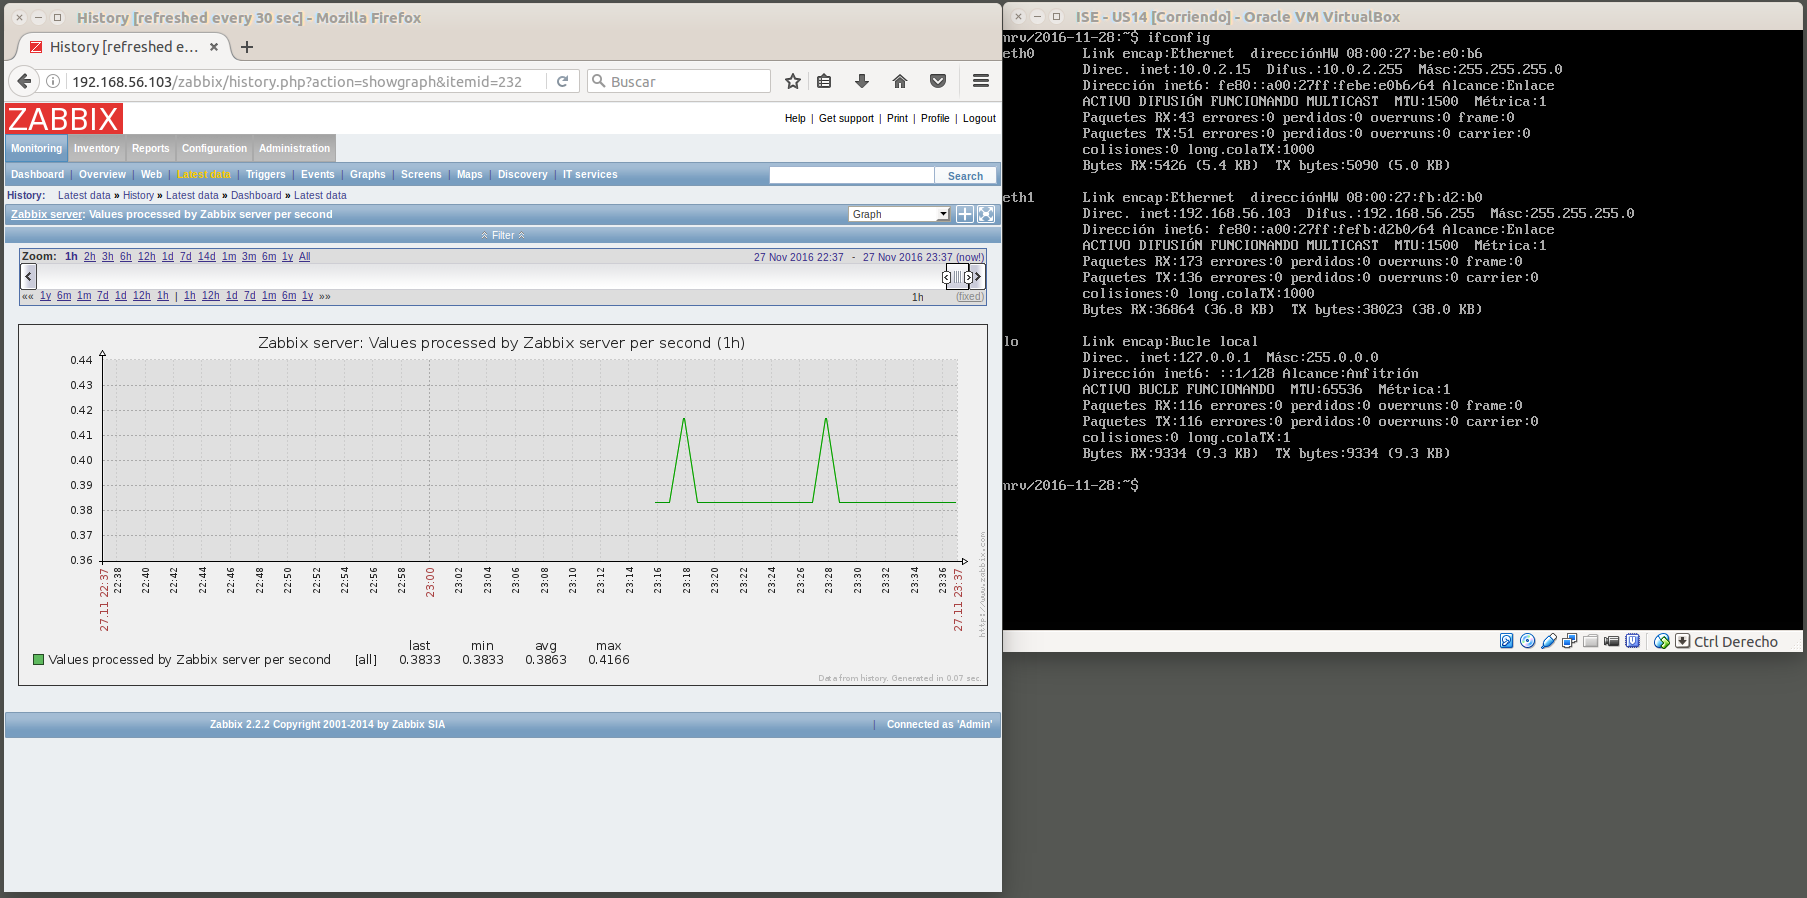 History [refreshed every 30 sec] - Mozilla Firefox
History [refreshed e...
192.168.56.103/zabbix/history.php?action=showgraph&itemid=232
Buscar
ZABBIX
Help | Get support | Print | Profile | Logout
Monitoring Inventory Reports Configuration Administration
Dashboard | Overview | Web | Latest data | Triggers | Events | Graphs | Screens | Maps | Discovery | IT services
Search
History: Latest data » History » Latest data » Dashboard » Latest data
Zabbix server: Values processed by Zabbix server per second
Graph
Filter
Zoom: 1h 2h 3h 6h 12h 1d 7d 14d 1m 3m 6m 1y All
27 Nov 2016 22:37 - 27 Nov 2016 23:37 (now!)
«« 1y 6m 1m 7d 1d 12h 1h | 1h 12h 1d 7d 1m 6m 1y »»
1h (fixed)
Zabbix server: Values processed by Zabbix server per second (1h)
0.44
0.43
0.42
0.41
0.40
0.39
0.38
0.37
0.36
27.11 22:37 22:38 22:40 22:42 22:44 22:46 22:48 22:50 22:52 22:54 22:56 22:58 23:00 23:02 23:04 23:06 23:08 23:10 23:12 23:14 23:16 23:18 23:20 23:22 23:24 23:26 23:28 23:30 23:32 23:34 23:36 27.11 23:37
http://www.zabbix.com
last min avg max
Values processed by Zabbix server per second [all] 0.3833 0.3833 0.3863 0.4166
Data from history. Generated in 0.07 sec.
Zabbix 2.2.2 Copyright 2001-2014 by Zabbix SIA
| Connected as 'Admin'
ISE - US14 [Corriendo] - Oracle VM VirtualBox
mrv/2016-11-28:~$ ifconfig
eth0 Link encap:Ethernet direcciónHW 08:00:27:be:e0:b6
Direc. inet:10.0.2.15 Difus.:10.0.2.255 Másc:255.255.255.0
Dirección inet6: fe80::a00:27ff:febe:e0b6/64 Alcance:Enlace
ACTIVO DIFUSIÓN FUNCIONANDO MULTICAST MTU:1500 Métrica:1
Paquetes RX:43 errores:0 perdidos:0 overruns:0 frame:0
Paquetes TX:51 errores:0 perdidos:0 overruns:0 carrier:0
colisiones:0 long.colaTX:1000
Bytes RX:5426 (5.4 KB) TX bytes:5090 (5.0 KB)
eth1 Link encap:Ethernet direcciónHW 08:00:27:fb:d2:b0
Direc. inet:192.168.56.103 Difus.:192.168.56.255 Másc:255.255.255.0
Dirección inet6: fe80::a00:27ff:fefb:d2b0/64 Alcance:Enlace
ACTIVO DIFUSIÓN FUNCIONANDO MULTICAST MTU:1500 Métrica:1
Paquetes RX:173 errores:0 perdidos:0 overruns:0 frame:0
Paquetes TX:136 errores:0 perdidos:0 overruns:0 carrier:0
colisiones:0 long.colaTX:1000
Bytes RX:36864 (36.8 KB) TX bytes:38023 (38.0 KB)
lo Link encap:Bucle local
Direc. inet:127.0.0.1 Másc:255.0.0.0
Dirección inet6: ::1/128 Alcance:Anfitrión
ACTIVO BUCLE FUNCIONANDO MTU:65536 Métrica:1
Paquetes RX:116 errores:0 perdidos:0 overruns:0 frame:0
Paquetes TX:116 errores:0 perdidos:0 overruns:0 carrier:0
colisiones:0 long.colaTX:1
Bytes RX:9334 (9.3 KB) TX bytes:9334 (9.3 KB)
mrv/2016-11-28:~$
Ctrl Derecho